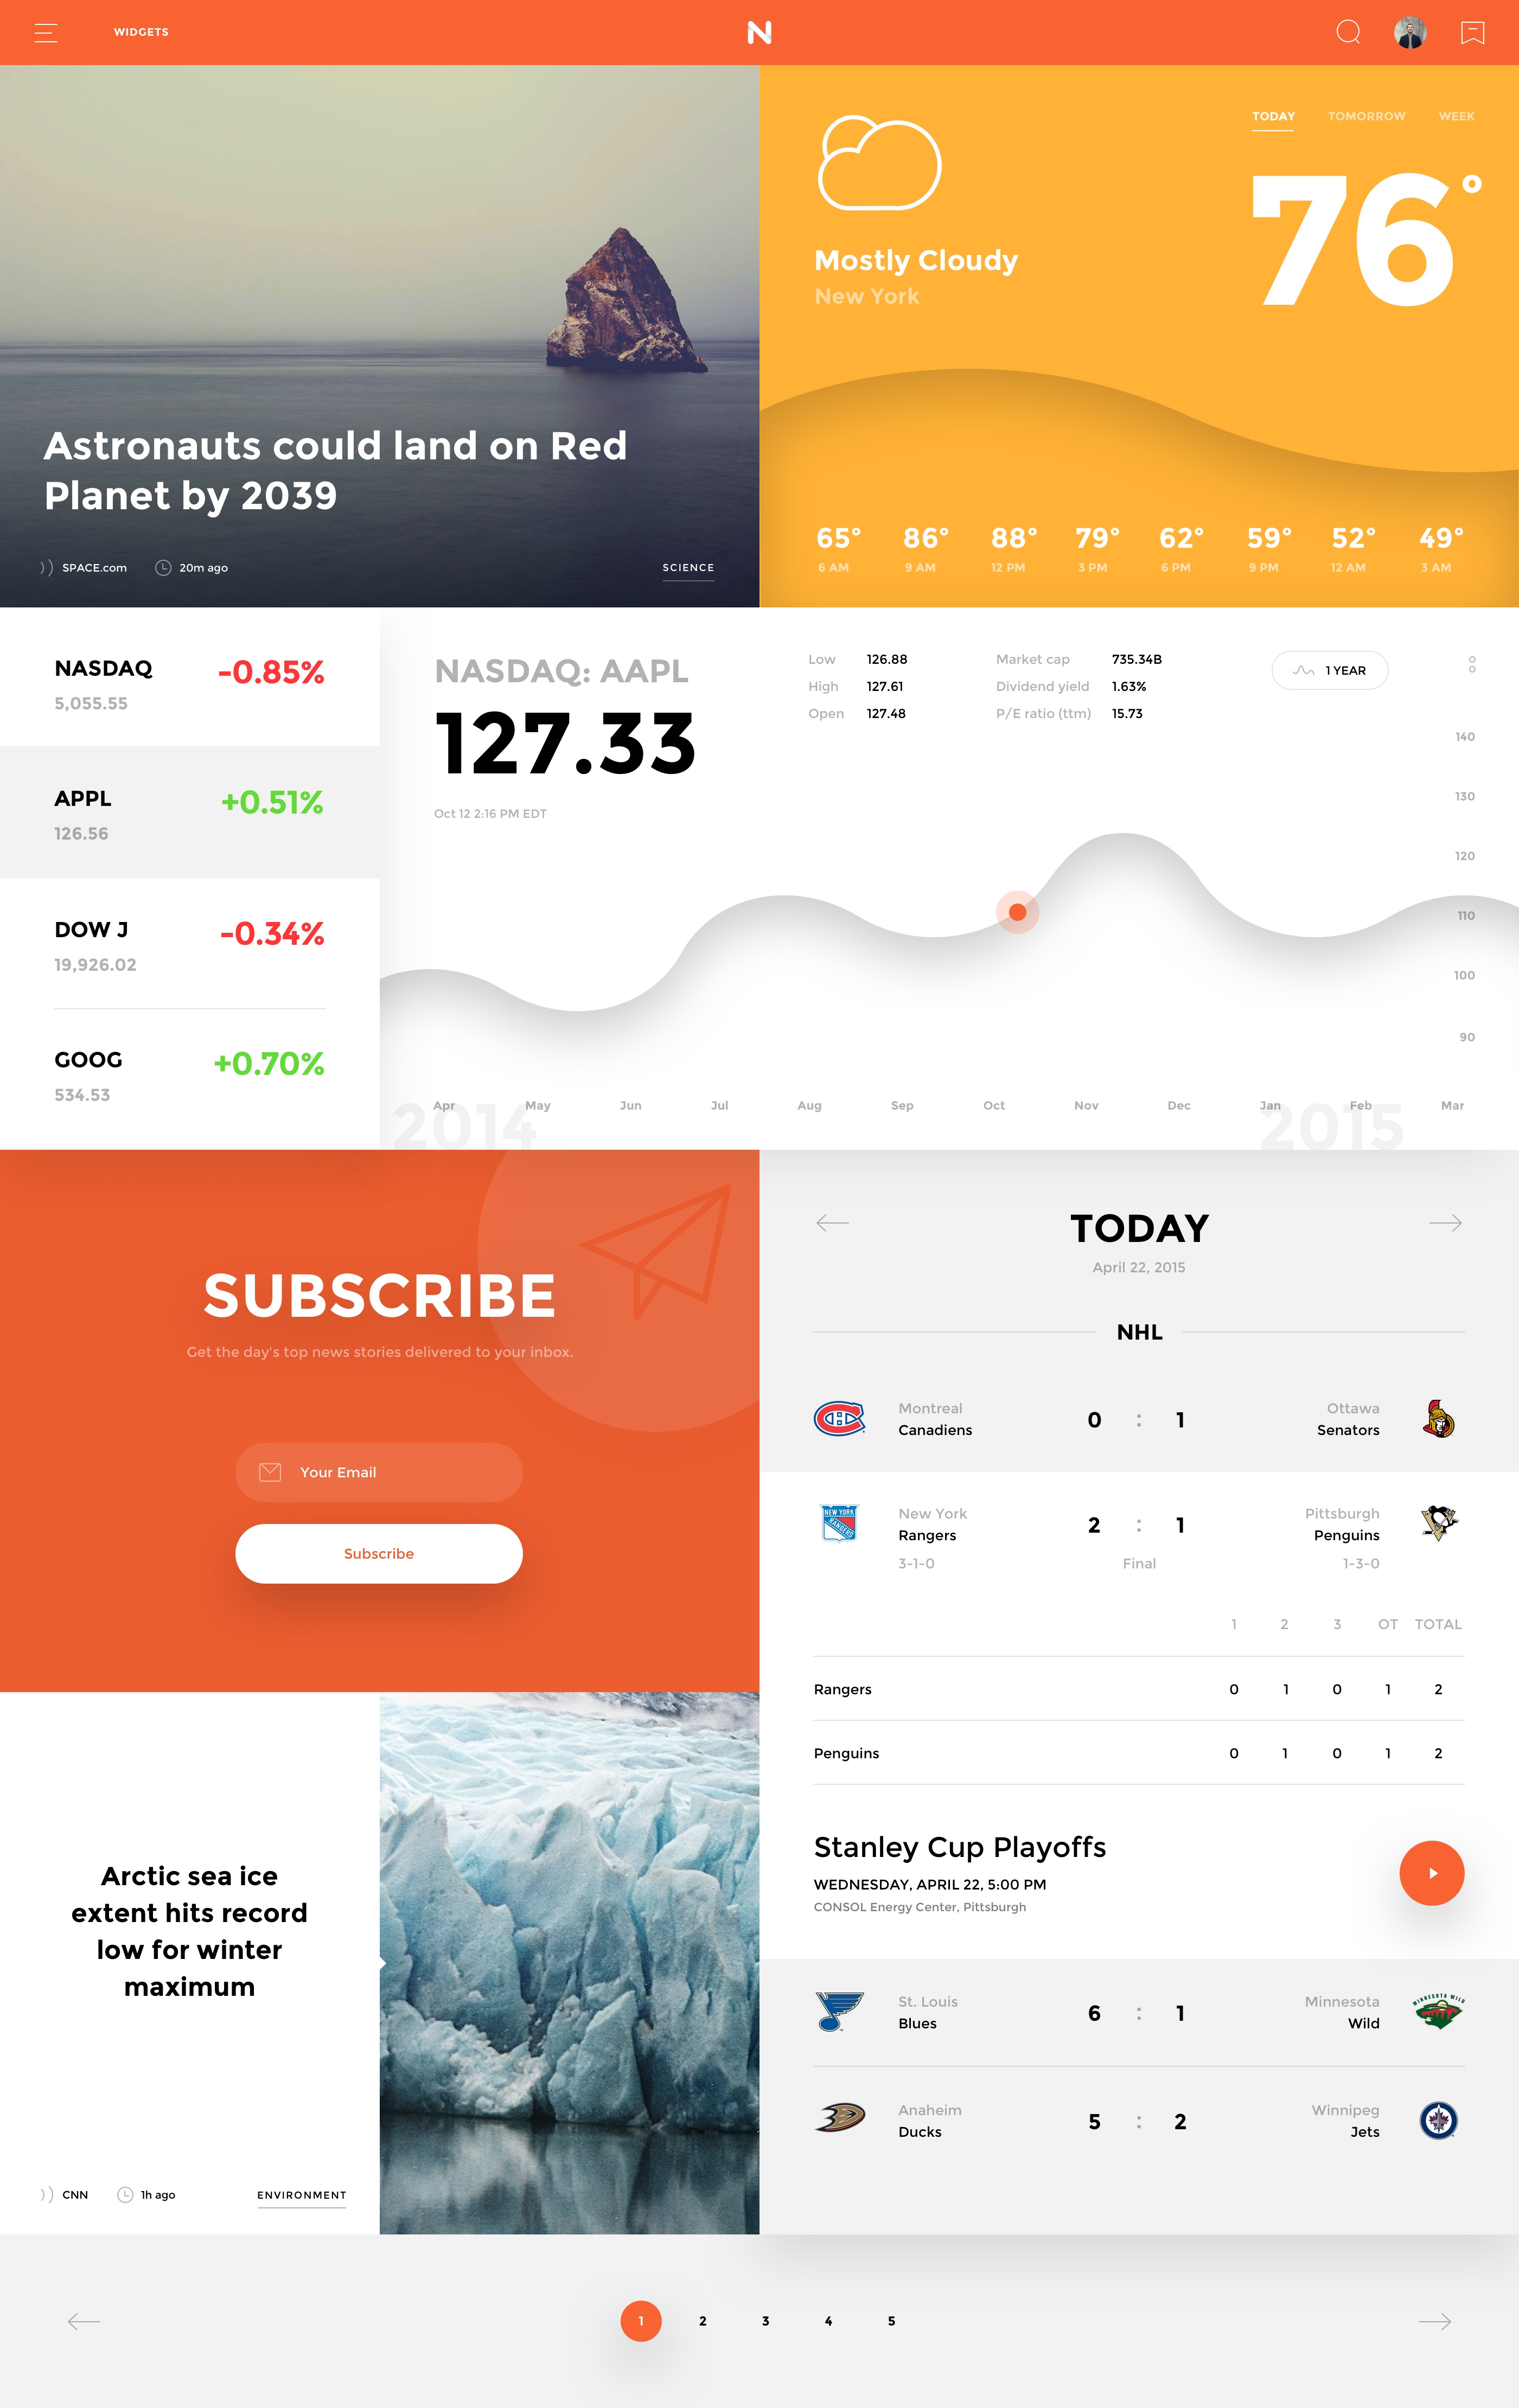 WIDGETS
N
Astronauts could land on Red
Planet by 2039
SPACE.com 20m ago SCIENCE
TODAY TOMORROW WEEK
76°
Mostly Cloudy
New York
65° 86° 88° 79° 62° 59° 52° 49°
6 AM 9 AM 12 PM 3 PM 6 PM 9 PM 12 AM 3 AM
NASDAQ -0.85%
5,055.55
APPL +0.51%
126.56
DOW J -0.34%
19,926.02
GOOG +0.70%
534.53
NASDAQ: AAPL
127.33
Oct 12 2:16 PM EDT
Low 126.88
High 127.61
Open 127.48
Market cap 735.34B
Dividend yield 1.63%
P/E ratio (ttm) 15.73
1 YEAR
140
130
120
110
100
90
Apr May Jun Jul Aug Sep Oct Nov Dec Jan Feb Mar
2014 2015
SUBSCRIBE
Get the day's top news stories delivered to your inbox.
Your Email
Subscribe
Arctic sea ice
extent hits record
low for winter
maximum
CNN 1h ago ENVIRONMENT
TODAY
April 22, 2015
NHL
Montreal Ottawa
Canadiens 0 : 1 Senators
NEW YORK
RANGERS
New York Pittsburgh
Rangers 2 : 1 Penguins
3-1-0 Final 1-3-0
1 2 3 OT TOTAL
Rangers 0 1 0 1 2
Penguins 0 1 0 1 2
Stanley Cup Playoffs
WEDNESDAY, APRIL 22, 5:00 PM
CONSOL Energy Center, Pittsburgh
MINNESOTA WILD
St. Louis Minnesota
Blues 6 : 1 Wild
Anaheim Winnipeg
Ducks 5 : 2 Jets
1 2 3 4 5